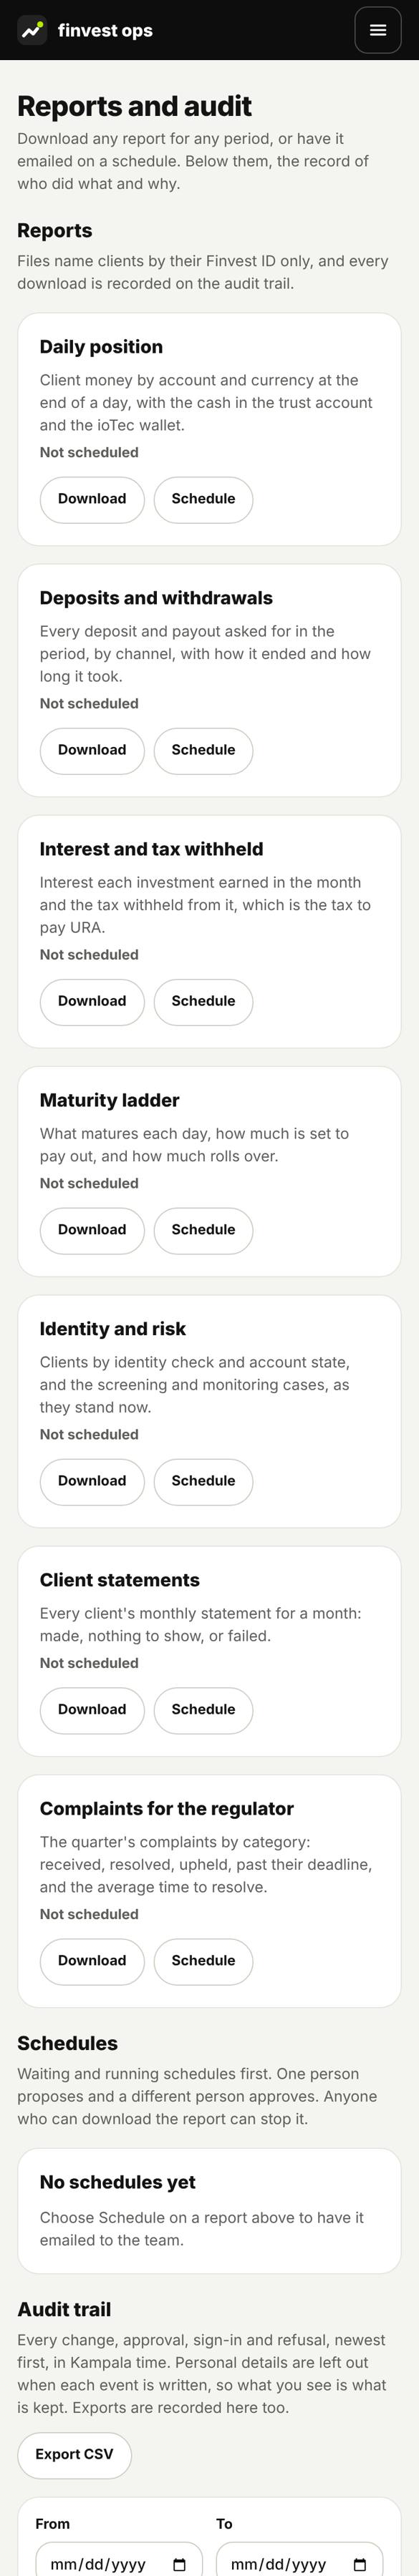 finvest ops
Reports and audit
Download any report for any period, or have it
emailed on a schedule. Below them, the record of
who did what and why.
Reports
Files name clients by their Finvest ID only, and every
download is recorded on the audit trail.
Daily position
Client money by account and currency at the
end of a day, with the cash in the trust account
and the ioTec wallet.
Not scheduled
Download Schedule
Deposits and withdrawals
Every deposit and payout asked for in the
period, by channel, with how it ended and how
long it took.
Not scheduled
Download Schedule
Interest and tax withheld
Interest each investment earned in the month
and the tax withheld from it, which is the tax to
pay URA.
Not scheduled
Download Schedule
Maturity ladder
What matures each day, how much is set to
pay out, and how much rolls over.
Not scheduled
Download Schedule
Identity and risk
Clients by identity check and account state,
and the screening and monitoring cases, as
they stand now.
Not scheduled
Download Schedule
Client statements
Every client's monthly statement for a month:
made, nothing to show, or failed.
Not scheduled
Download Schedule
Complaints for the regulator
The quarter's complaints by category:
received, resolved, upheld, past their deadline,
and the average time to resolve.
Not scheduled
Download Schedule
Schedules
Waiting and running schedules first. One person
proposes and a different person approves. Anyone
who can download the report can stop it.
No schedules yet
Choose Schedule on a report above to have it
emailed to the team.
Audit trail
Every change, approval, sign-in and refusal, newest
first, in Kampala time. Personal details are left out
when each event is written, so what you see is what
is kept. Exports are recorded here too.
Export CSV
From To
mm/dd/yyyy mm/dd/yyyy